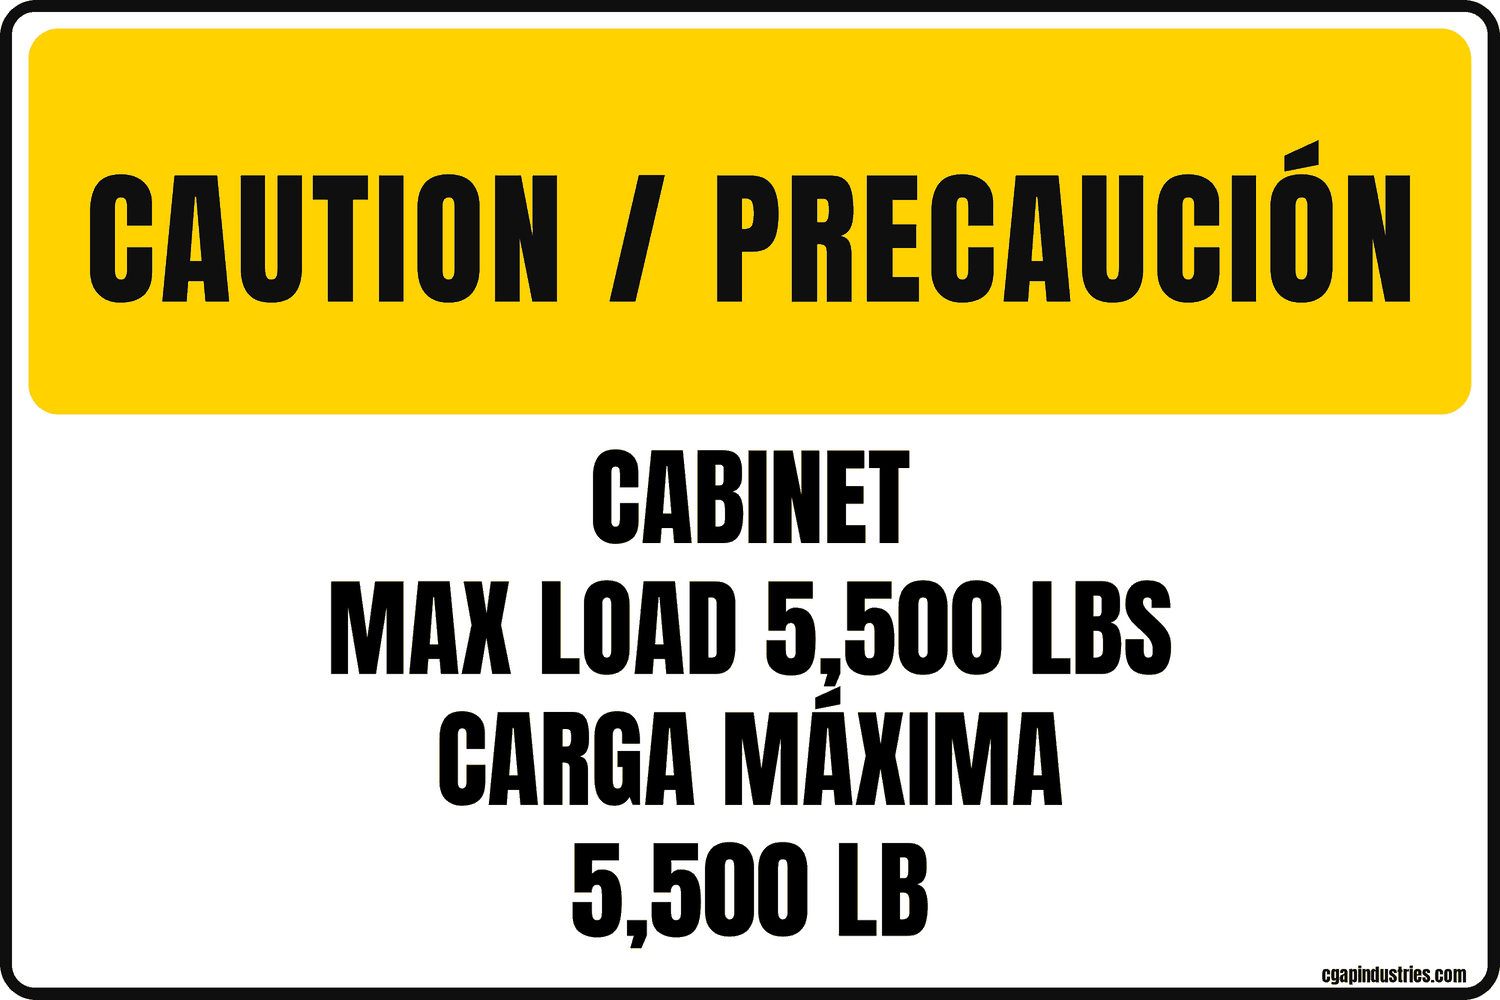 CAUTION / PRECAUCIÓN
CABINET
MAX LOAD 5,500 LBS
CARGA MÁXIMA
5,500 LB
cgapindustries.com